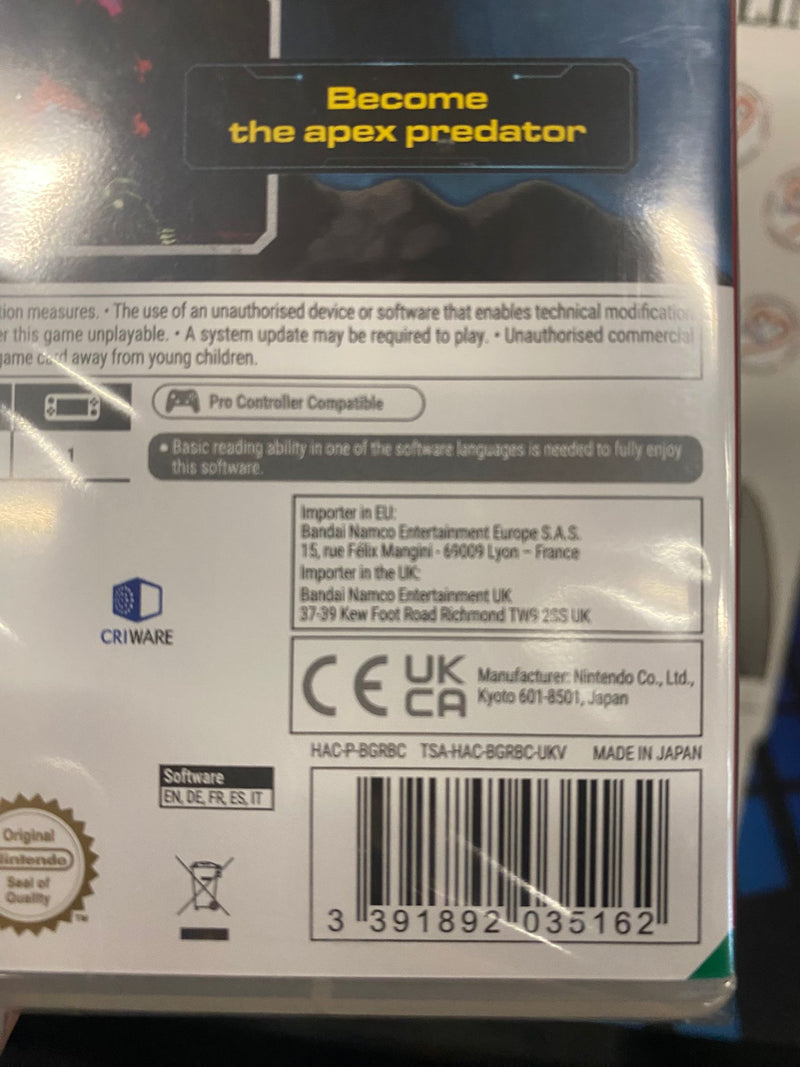 Become
the apex predator
tion measures. • The use of an unauthorised device or software that enables technical modification
er this game unplayable. • A system update may be required to play. • Unauthorised commercial
game card away from young children.
Pro Controller Compatible
1
• Basic reading ability in one of the software languages is needed to fully enjoy
this software.
Importer in EU:
Bandai Namco Entertainment Europe S.A.S.
15, rue Félix Mangini - 69009 Lyon – France
Importer in the UK:
Bandai Namco Entertainment UK
37-39 Kew Foot Road Richmond TW9 2SS UK
CRIWARE
CE UK
CA
Manufacturer: Nintendo Co., Ltd.,
Kyoto 601-8501, Japan
HAC-P-BGRBC TSA-HAC-BGRBC-UKV MADE IN JAPAN
Software
EN, DE, FR, ES, IT
Original
Nintendo
Seal of
Quality
TM
3 391892 035162